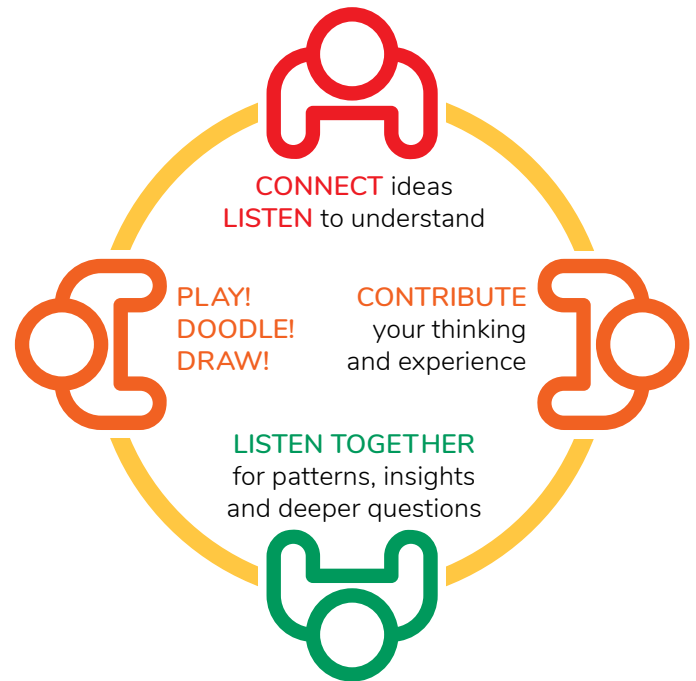 CONNECT ideas
LISTEN to understand
PLAY!
DOODLE!
DRAW!
CONTRIBUTE
your thinking
and experience
LISTEN TOGETHER
for patterns, insights
and deeper questions